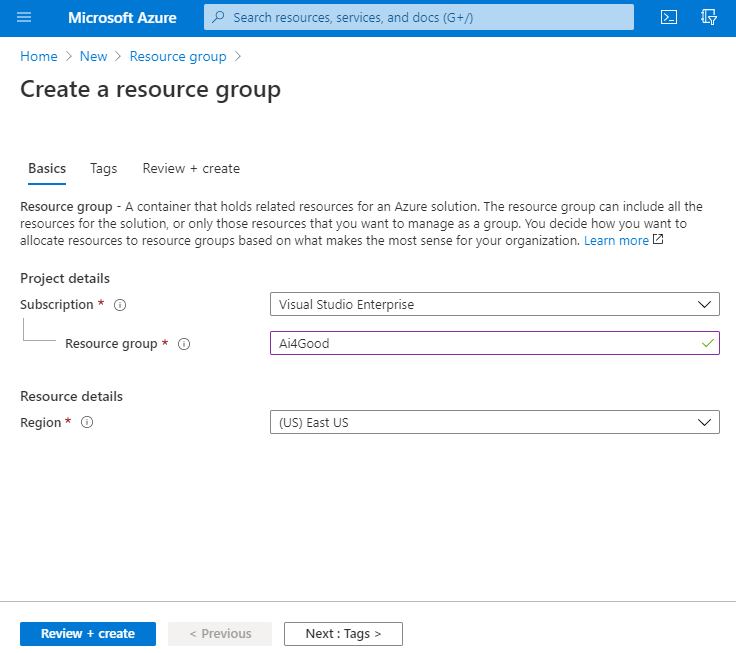 Microsoft Azure
Search resources, services, and docs (G+/)
Home > New > Resource group >
Create a resource group
Basics Tags Review + create
Resource group - A container that holds related resources for an Azure solution. The resource group can include all the
resources for the solution, or only those resources that you want to manage as a group. You decide how you want to
allocate resources to resource groups based on what makes the most sense for your organization. Learn more
Project details
Subscription * Visual Studio Enterprise
Resource group * Ai4Good
Resource details
Region * (US) East US
Review + create < Previous Next : Tags >